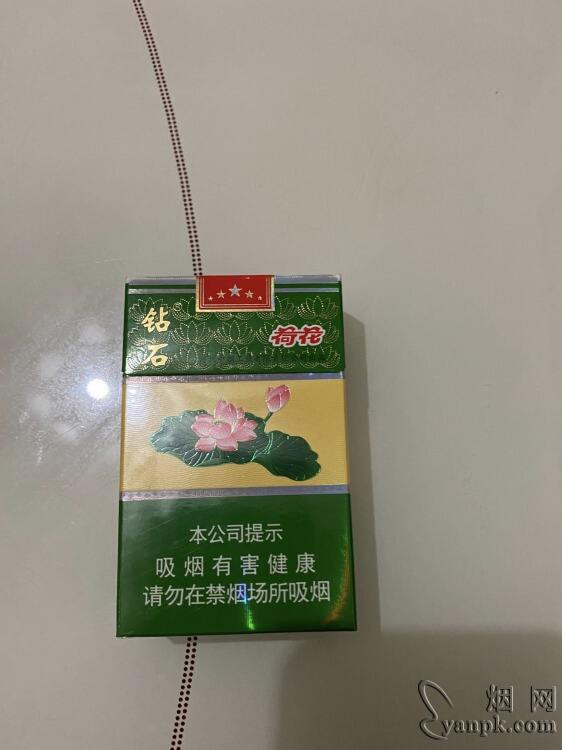 钻石
荷花
本公司提示
吸烟有害健康
请勿在禁烟场所吸烟
烟网
yanpk.com